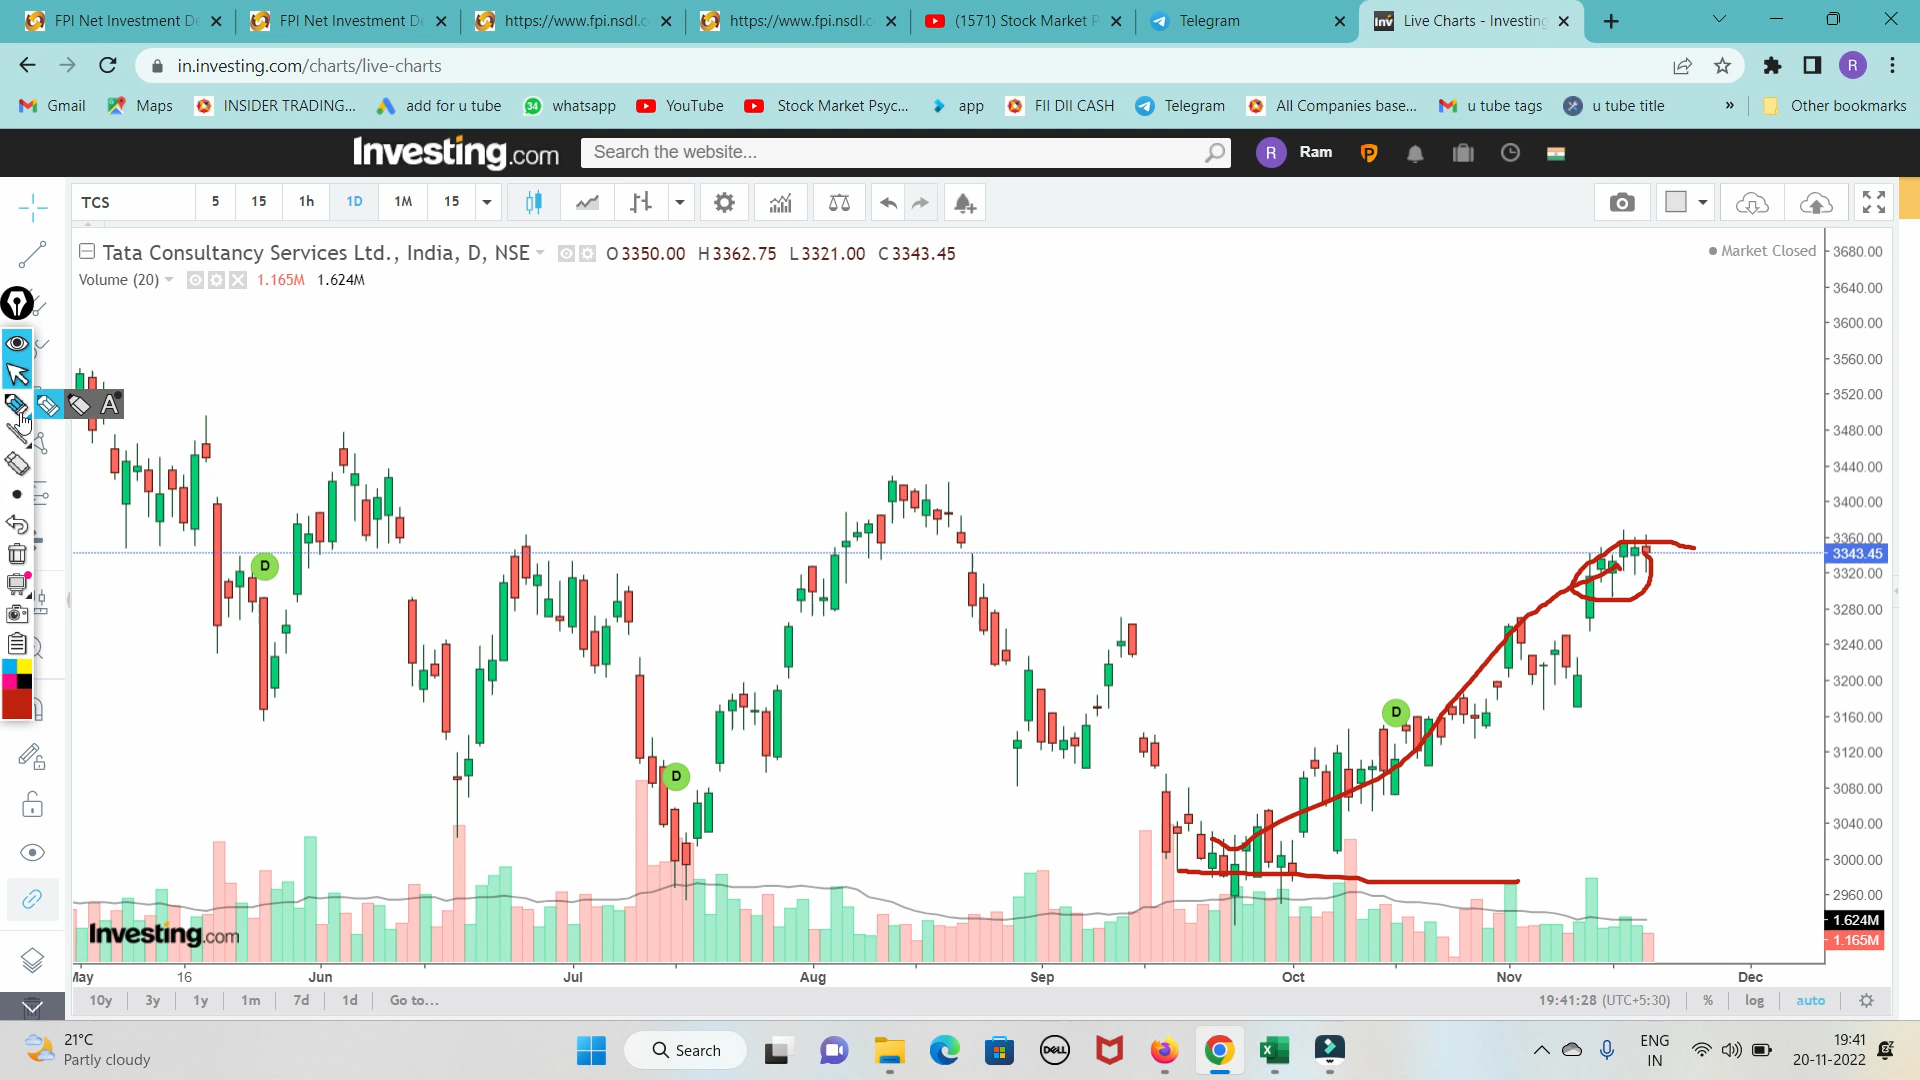 FPI Net Investment De
FPI Net Investment De
https://www.fpi.nsdl.c
https://www.fpi.nsdl.c
(1571) Stock Market P
Telegram
Live Charts - Investing
in.investing.com/charts/live-charts
R
Gmail
Maps
INSIDER TRADING...
add for u tube
34
whatsapp
YouTube
Stock Market Psyc...
app
FII DII CASH
Telegram
All Companies base...
u tube tags
u tube title
»
Other bookmarks
Investing.com
Search the website...
R
Ram
P
TCS
5
15
1h
1D
1M
15
Tata Consultancy Services Ltd., India, D, NSE
O 3350.00 H 3362.75 L 3321.00 C 3343.45
Market Closed
Volume (20)
1.165M 1.624M
A
D
D
D
3680.00
3640.00
3600.00
3560.00
3520.00
3480.00
3440.00
3400.00
3360.00
3343.45
3320.00
3280.00
3240.00
3200.00
3160.00
3120.00
3080.00
3040.00
3000.00
2960.00
1.624M
1.165M
Investing.com
May
16
Jun
Jul
Aug
Sep
Oct
Nov
Dec
10y
3y
1y
1m
7d
1d
Go to...
19:41:28 (UTC+5:30)
%
log
auto
21°C
Partly cloudy
Search
DELL
ENG
IN
19:41
20-11-2022